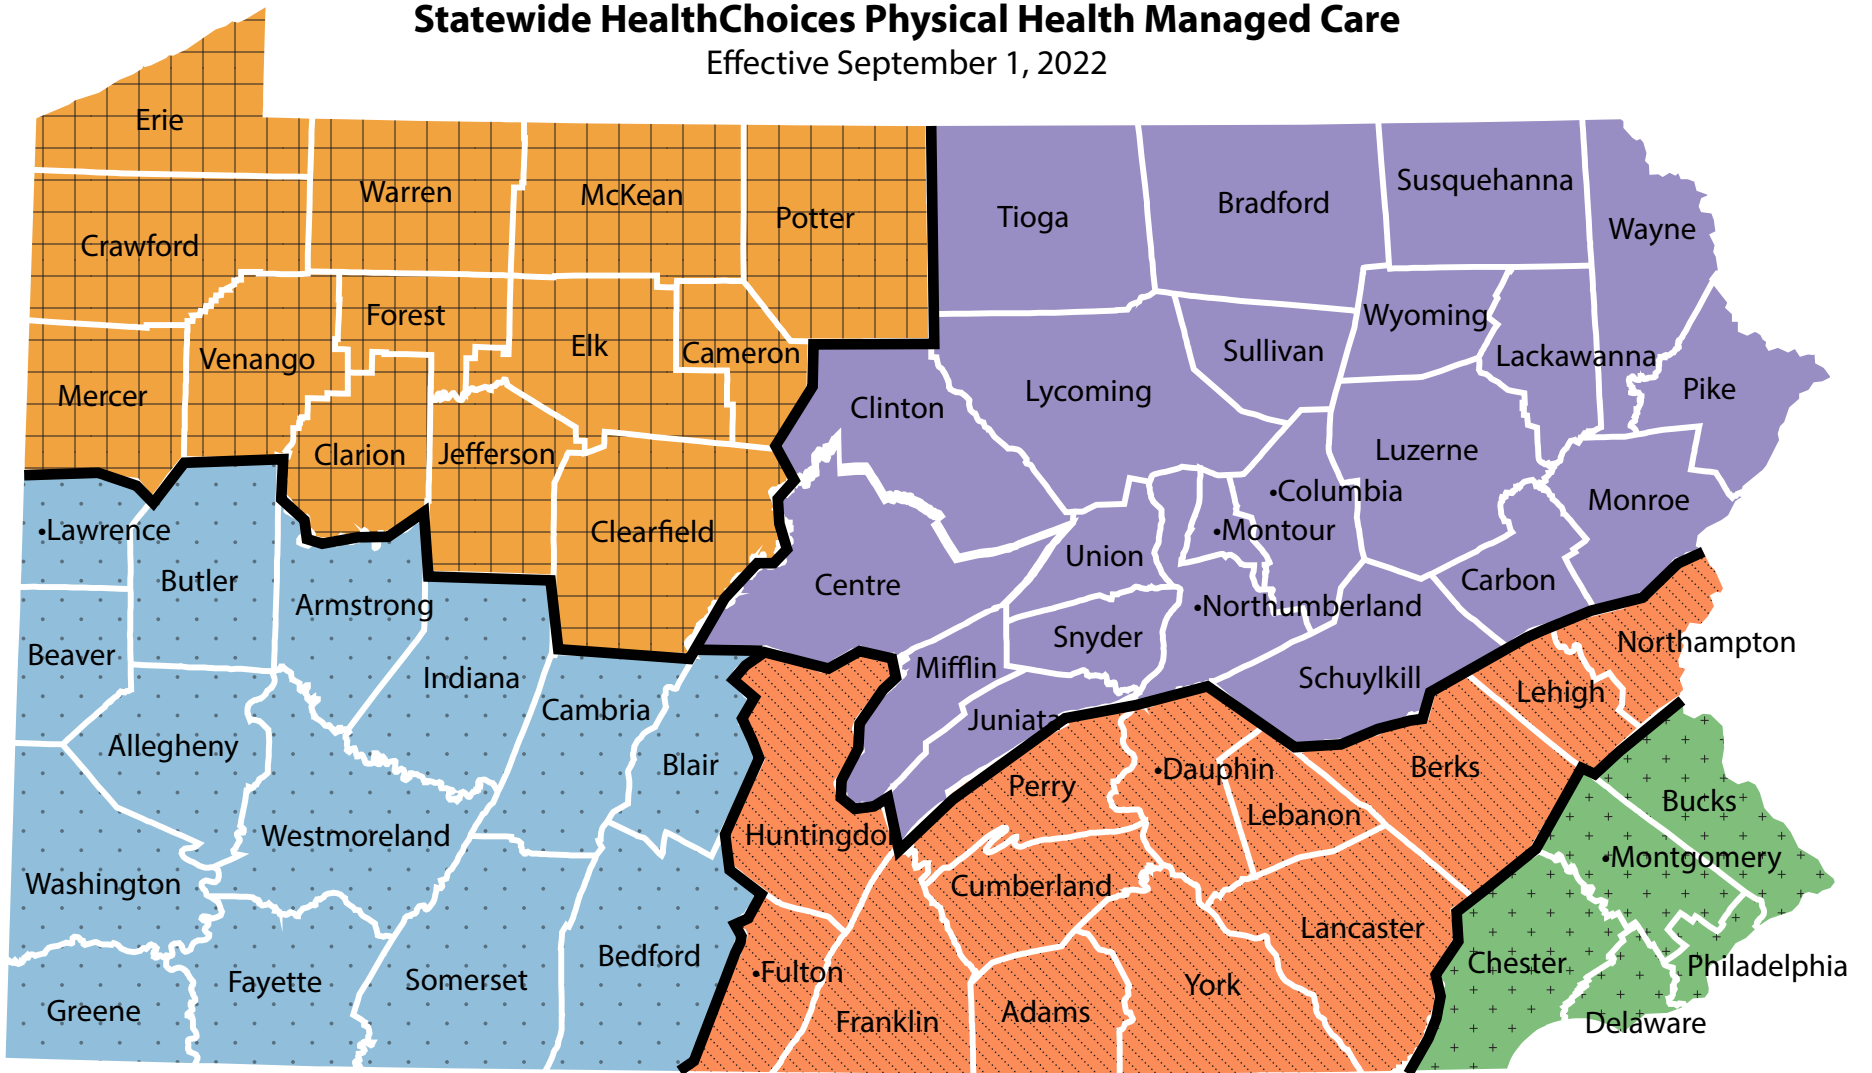 Statewide HealthChoices Physical Health Managed Care
Effective September 1, 2022
Erie
Warren
McKean
Potter
Tioga
Bradford
Susquehanna
Wayne
Crawford
Forest
Elk
Cameron
Venango
Mercer
Clarion
Jefferson
Clearfield
Clinton
Lycoming
Sullivan
Wyoming
Lackawanna
Pike
Luzerne
•Columbia
•Montour
Monroe
Union
Centre
Carbon
•Northumberland
Snyder
Mifflin
Schuylkill
Juniata
•Lawrence
Butler
Armstrong
Beaver
Indiana
Cambria
Allegheny
Blair
Westmoreland
Washington
Bedford
Fayette
Somerset
Greene
Northampton
Lehigh
Berks
•Dauphin
Perry
Lebanon
Huntingdo
Cumberland
Lancaster
•Fulton
York
Franklin
Adams
Bucks
•Montgomery
Chester
Philadelphia
Delaware